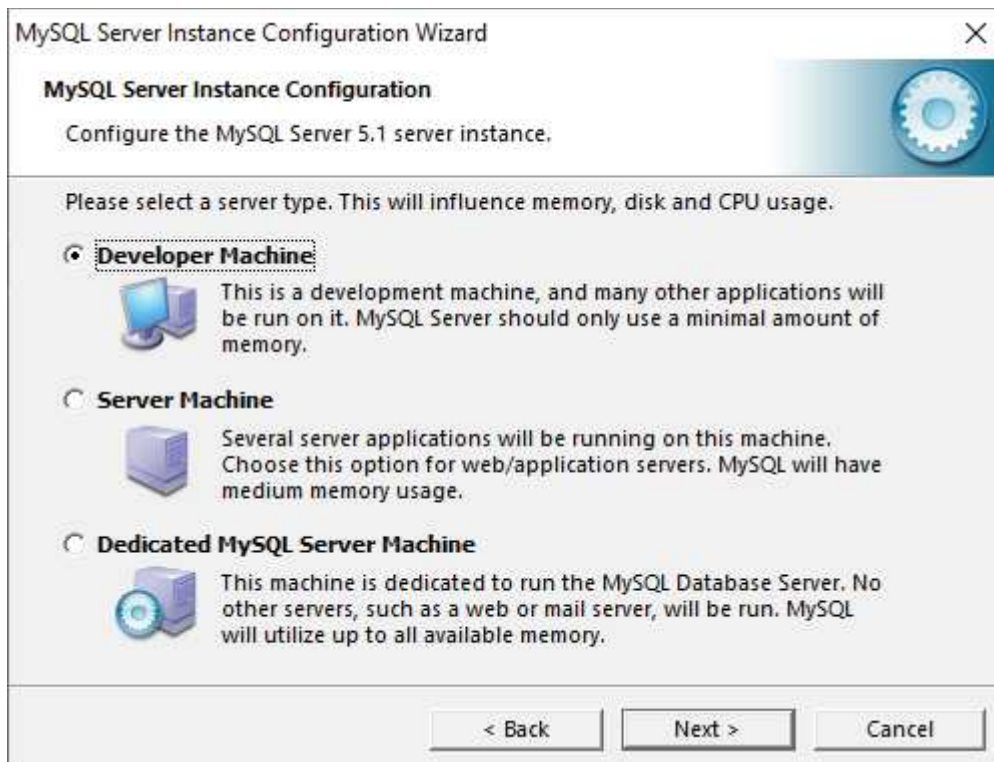 MySQL Server Instance Configuration Wizard
MySQL Server Instance Configuration
Configure the MySQL Server 5.1 server instance.
Please select a server type. This will influence memory, disk and CPU usage.
Developer Machine
This is a development machine, and many other applications will
be run on it. MySQL Server should only use a minimal amount of
memory.
Server Machine
Several server applications will be running on this machine.
Choose this option for web/application servers. MySQL will have
medium memory usage.
Dedicated MySQL Server Machine
This machine is dedicated to run the MySQL Database Server. No
other servers, such as a web or mail server, will be run. MySQL
will utilize up to all available memory.
< Back Next > Cancel